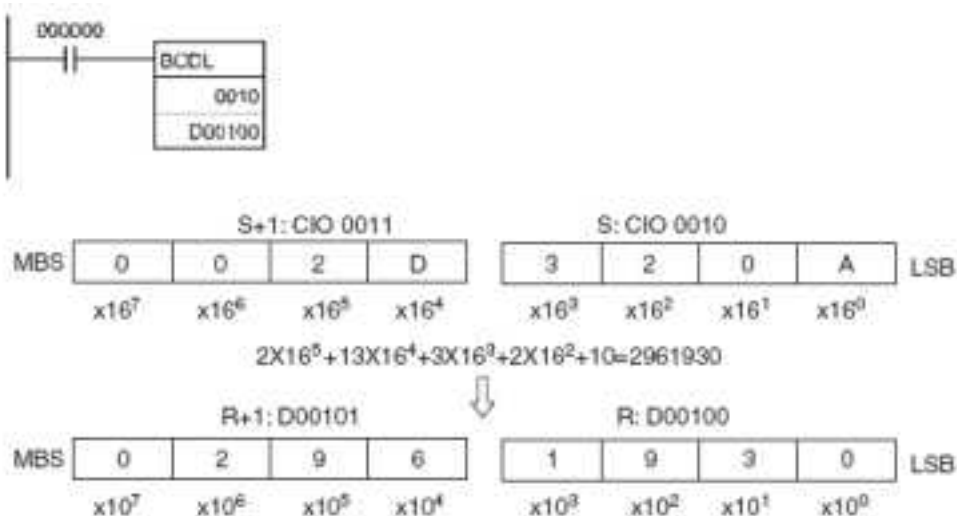 000000
BCDL
0010
D00100
S+1: CIO 0011 S: CIO 0010
MBS 0 0 2 D 3 2 0 A LSB
x16⁷ x16⁶ x16⁵ x16⁴ x16³ x16² x16¹ x16⁰
2X16⁵+13X16⁴+3X16³+2X16²+10=2961930
R+1: D00101 R: D00100
MBS 0 2 9 6 1 9 3 0 LSB
x10⁷ x10⁶ x10⁵ x10⁴ x10³ x10² x10¹ x10⁰